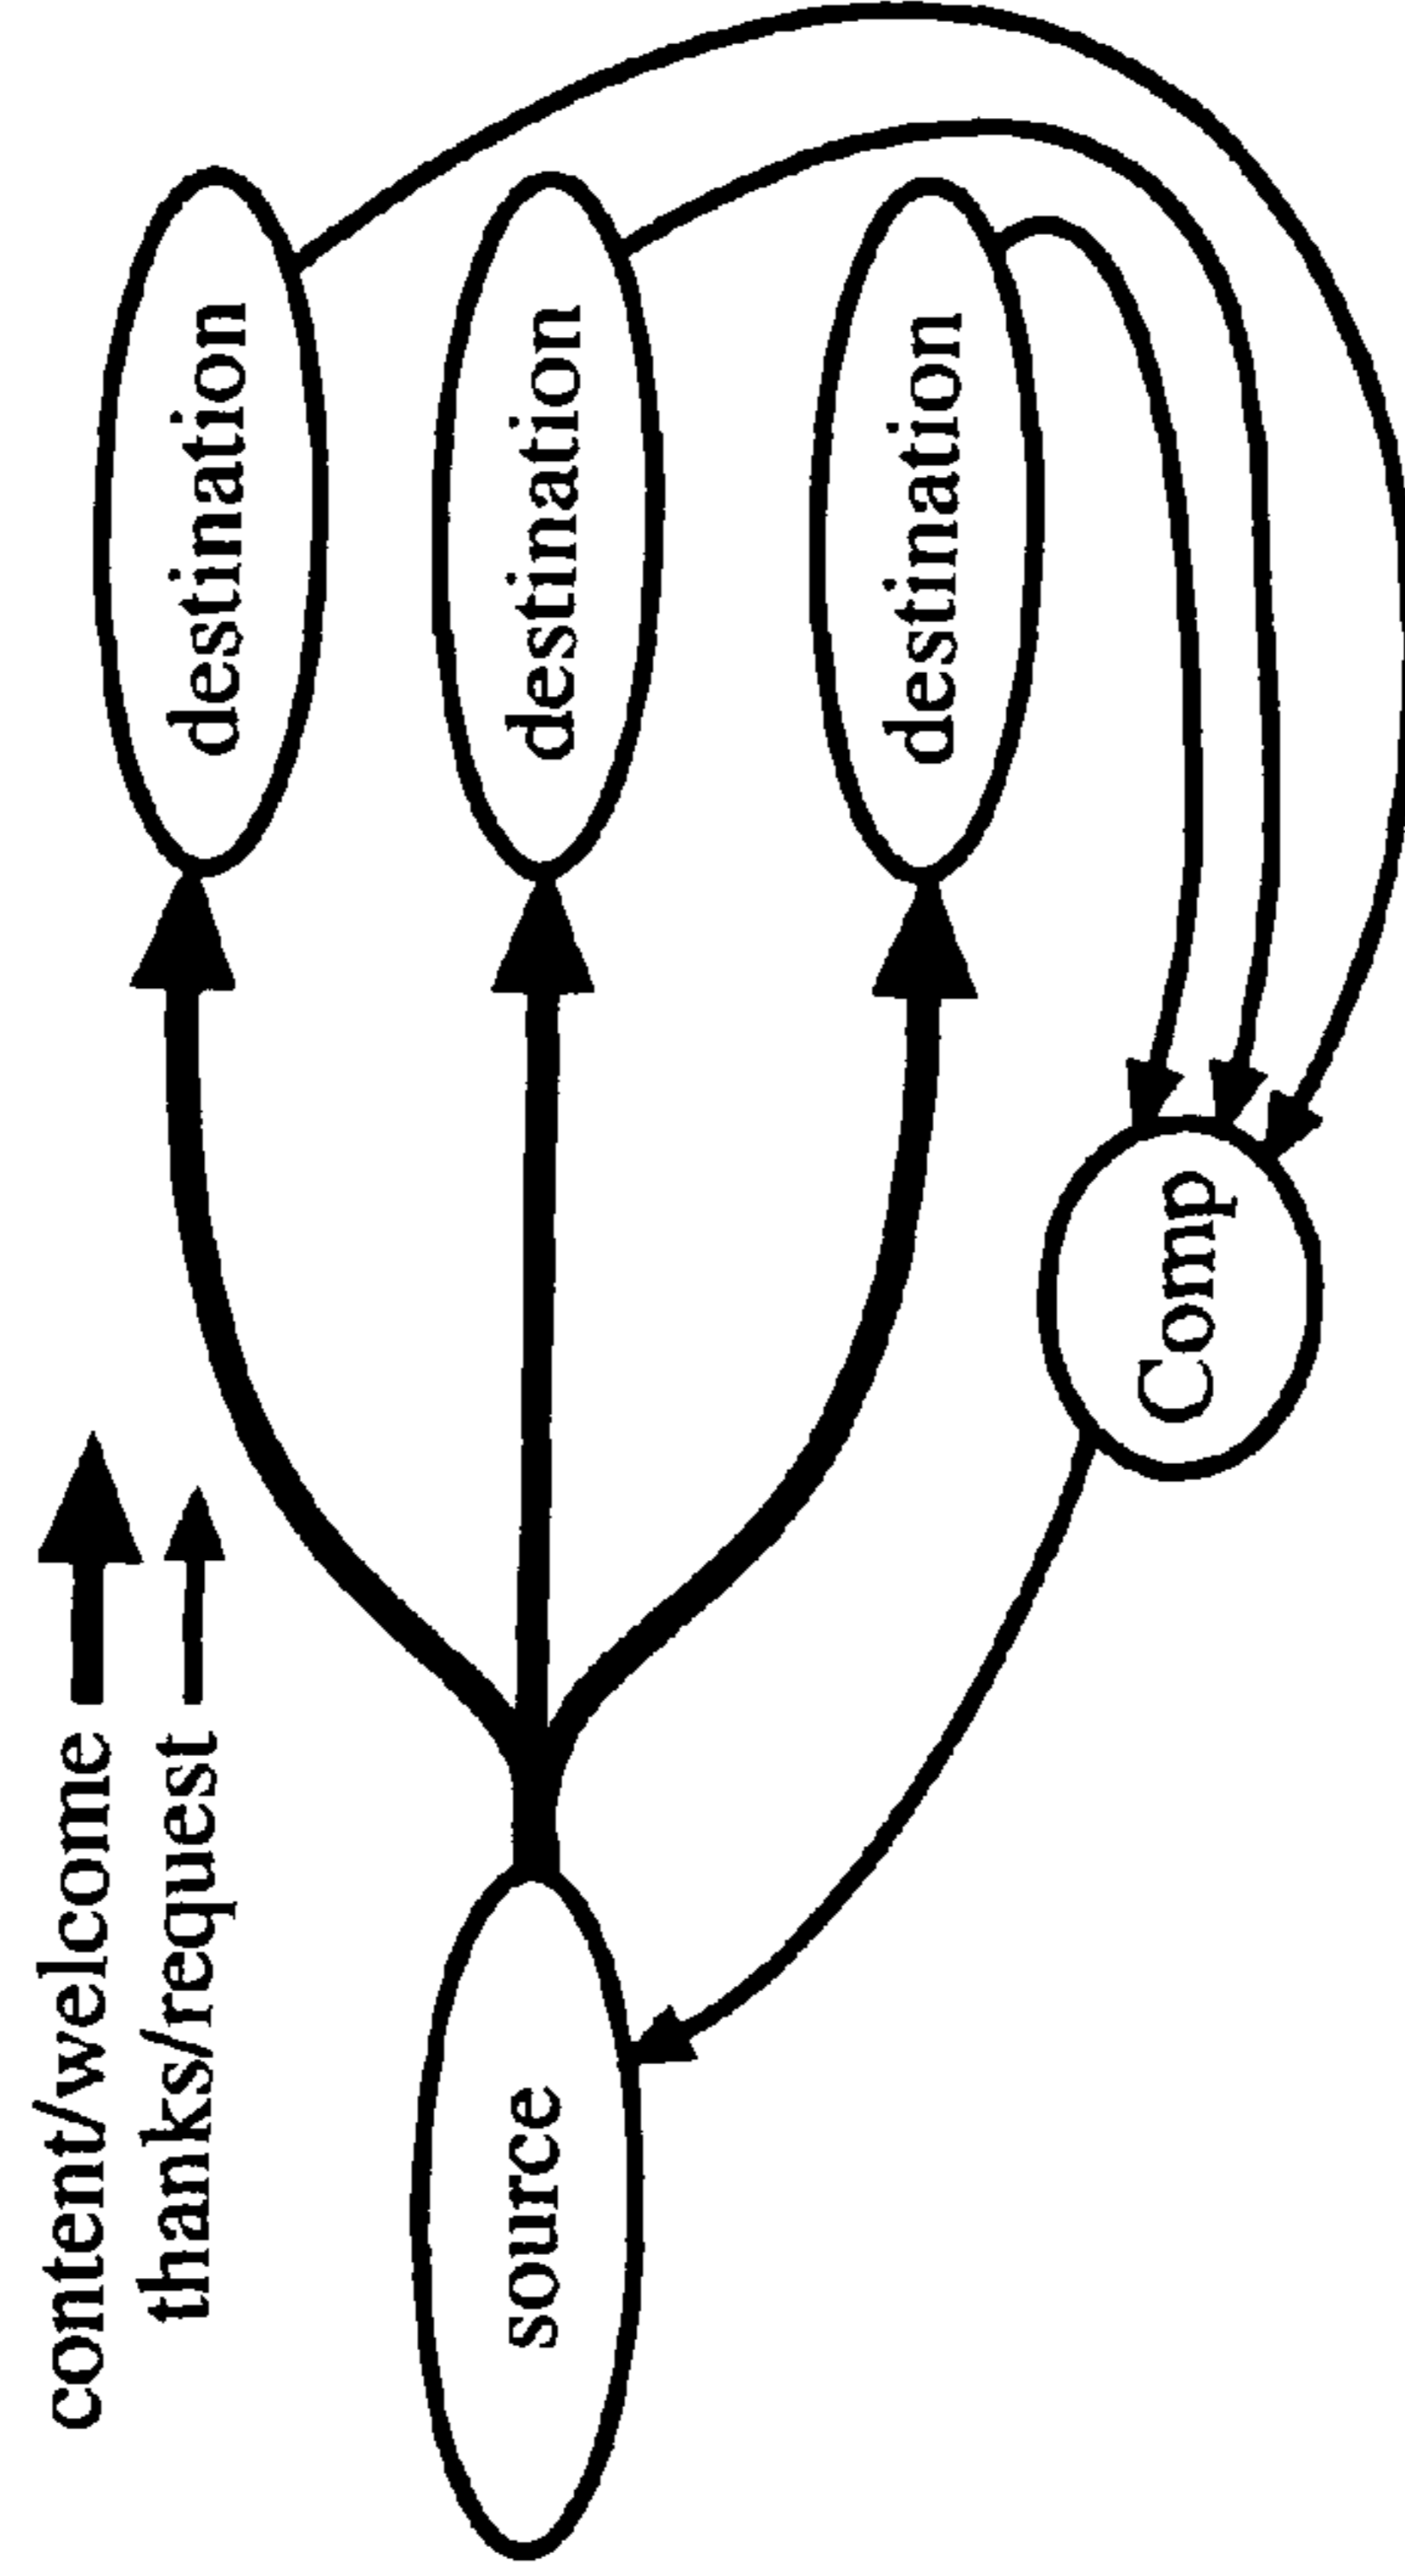 content/welcome
thanks/request
destination
destination
source
destination
Comp